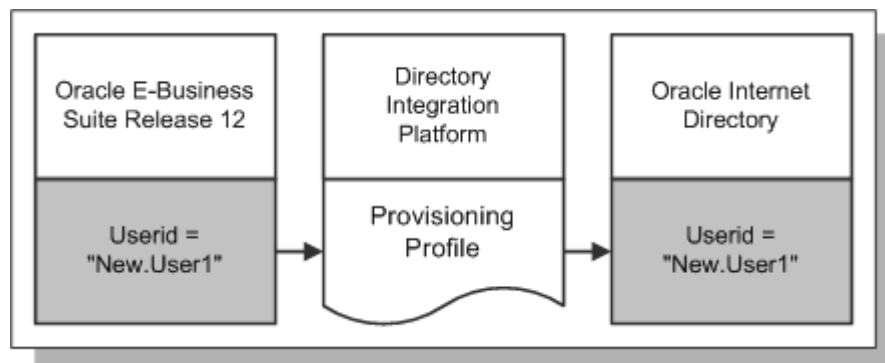 Oracle E-Business
Suite Release 12
Directory
Integration
Platform
Oracle Internet
Directory
Userid =
"New.User1"
Provisioning
Profile
Userid =
"New.User1"